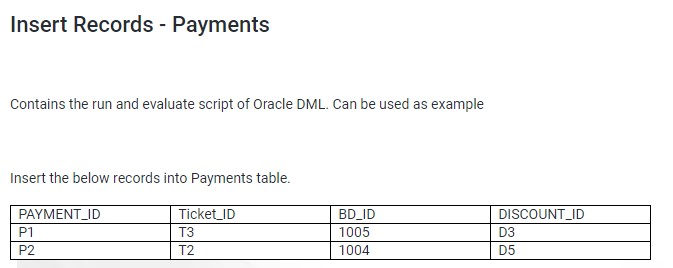 Insert Records - Payments
Contains the run and evaluate script of Oracle DML. Can be used as example
Insert the below records into Payments table.
PAYMENT_ID Ticket_ID BD_ID DISCOUNT_ID
P1 T3 1005 D3
P2 T2 1004 D5